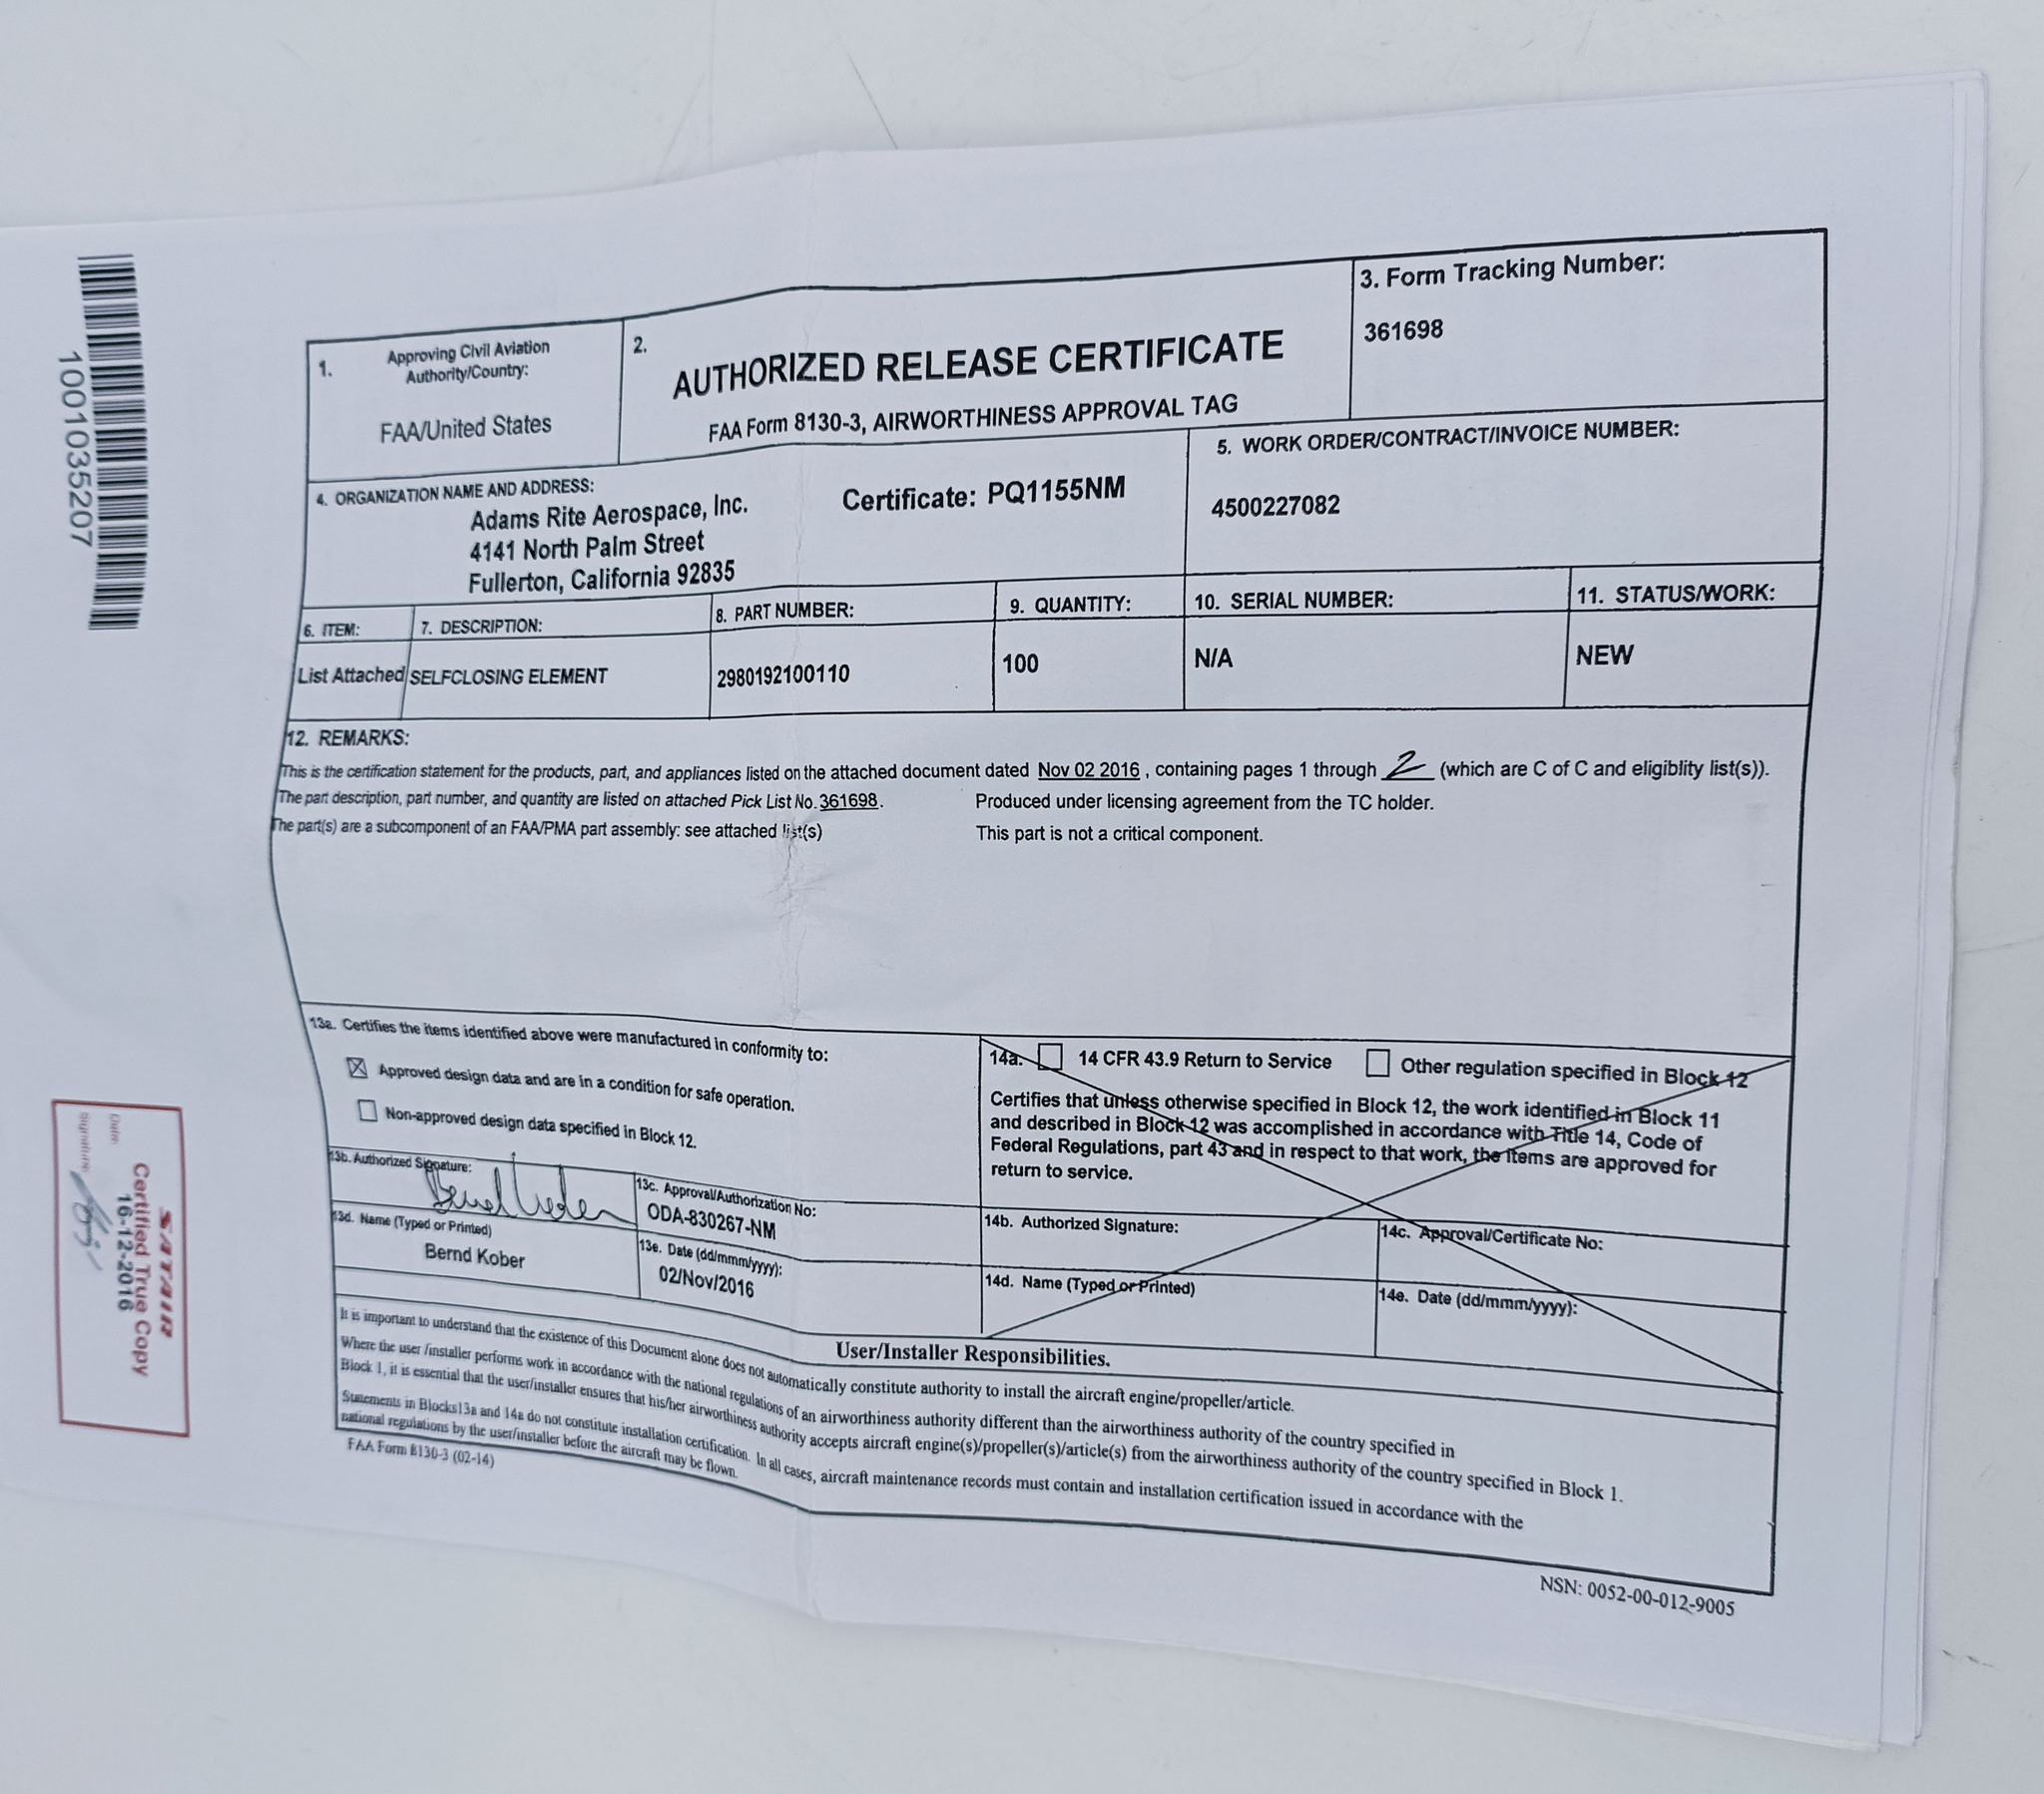 1. Approving Civil Aviation
Authority/Country:
FAA/United States
2.
AUTHORIZED RELEASE CERTIFICATE
FAA Form 8130-3, AIRWORTHINESS APPROVAL TAG
3. Form Tracking Number:
361698
4. ORGANIZATION NAME AND ADDRESS:
Adams Rite Aerospace, Inc.
4141 North Palm Street
Fullerton, California 92835
Certificate: PQ1155NM
5. WORK ORDER/CONTRACT/INVOICE NUMBER:
4500227082
6. ITEM: 7. DESCRIPTION: 8. PART NUMBER: 9. QUANTITY: 10. SERIAL NUMBER: 11. STATUS/WORK:
List Attached SELFCLOSING ELEMENT 2980192100110 100 N/A NEW
12. REMARKS:
This is the certification statement for the products, part, and appliances listed on the attached document dated Nov 02 2016 , containing pages 1 through 2 (which are C of C and eligiblity list(s)).
The part description, part number, and quantity are listed on attached Pick List No. 361698. Produced under licensing agreement from the TC holder.
The part(s) are a subcomponent of an FAA/PMA part assembly: see attached list(s) This part is not a critical component.
13a. Certifies the items identified above were manufactured in conformity to:
Approved design data and are in a condition for safe operation.
Non-approved design data specified in Block 12.
13b. Authorized Signature:
13c. Approval/Authorization No:
ODA-830267-NM
13d. Name (Typed or Printed)
Bernd Kober
13e. Date (dd/mmm/yyyy):
02/Nov/2016
14a. 14 CFR 43.9 Return to Service Other regulation specified in Block 12
Certifies that unless otherwise specified in Block 12, the work identified in Block 11
and described in Block 12 was accomplished in accordance with Title 14, Code of
Federal Regulations, part 43 and in respect to that work, the items are approved for
return to service.
14b. Authorized Signature:
14c. Approval/Certificate No:
14d. Name (Typed or Printed)
14e. Date (dd/mmm/yyyy):
User/Installer Responsibilities.
It is important to understand that the existence of this Document alone does not automatically constitute authority to install the aircraft engine/propeller/article.
Where the user /installer performs work in accordance with the national regulations of an airworthiness authority different than the airworthiness authority of the country specified in
Block 1, it is essential that the user/installer ensures that his/her airworthiness authority accepts aircraft engine(s)/propeller(s)/article(s) from the airworthiness authority of the country specified in Block 1.
Statements in Blocks13a and 14a do not constitute installation certification. In all cases, aircraft maintenance records must contain and installation certification issued in accordance with the
national regulations by the user/installer before the aircraft may be flown.
FAA Form 8130-3 (02-14)
NSN: 0052-00-012-9005
1001035207
SATAIR
Certified True Copy
Date: 16-12-2016
Signature: